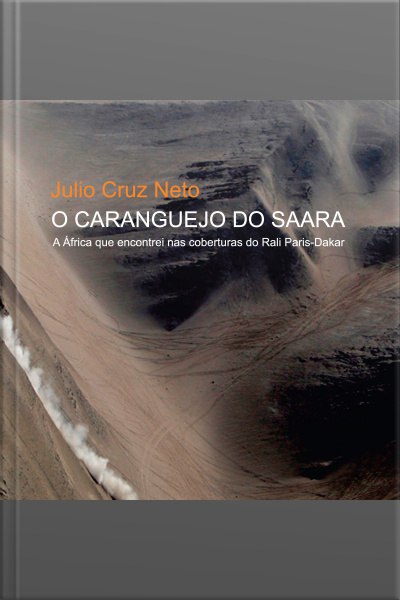 Julio Cruz Neto
O CARANGUEJO DO SAARA
A África que encontrei nas coberturas do Rali Paris-Dakar